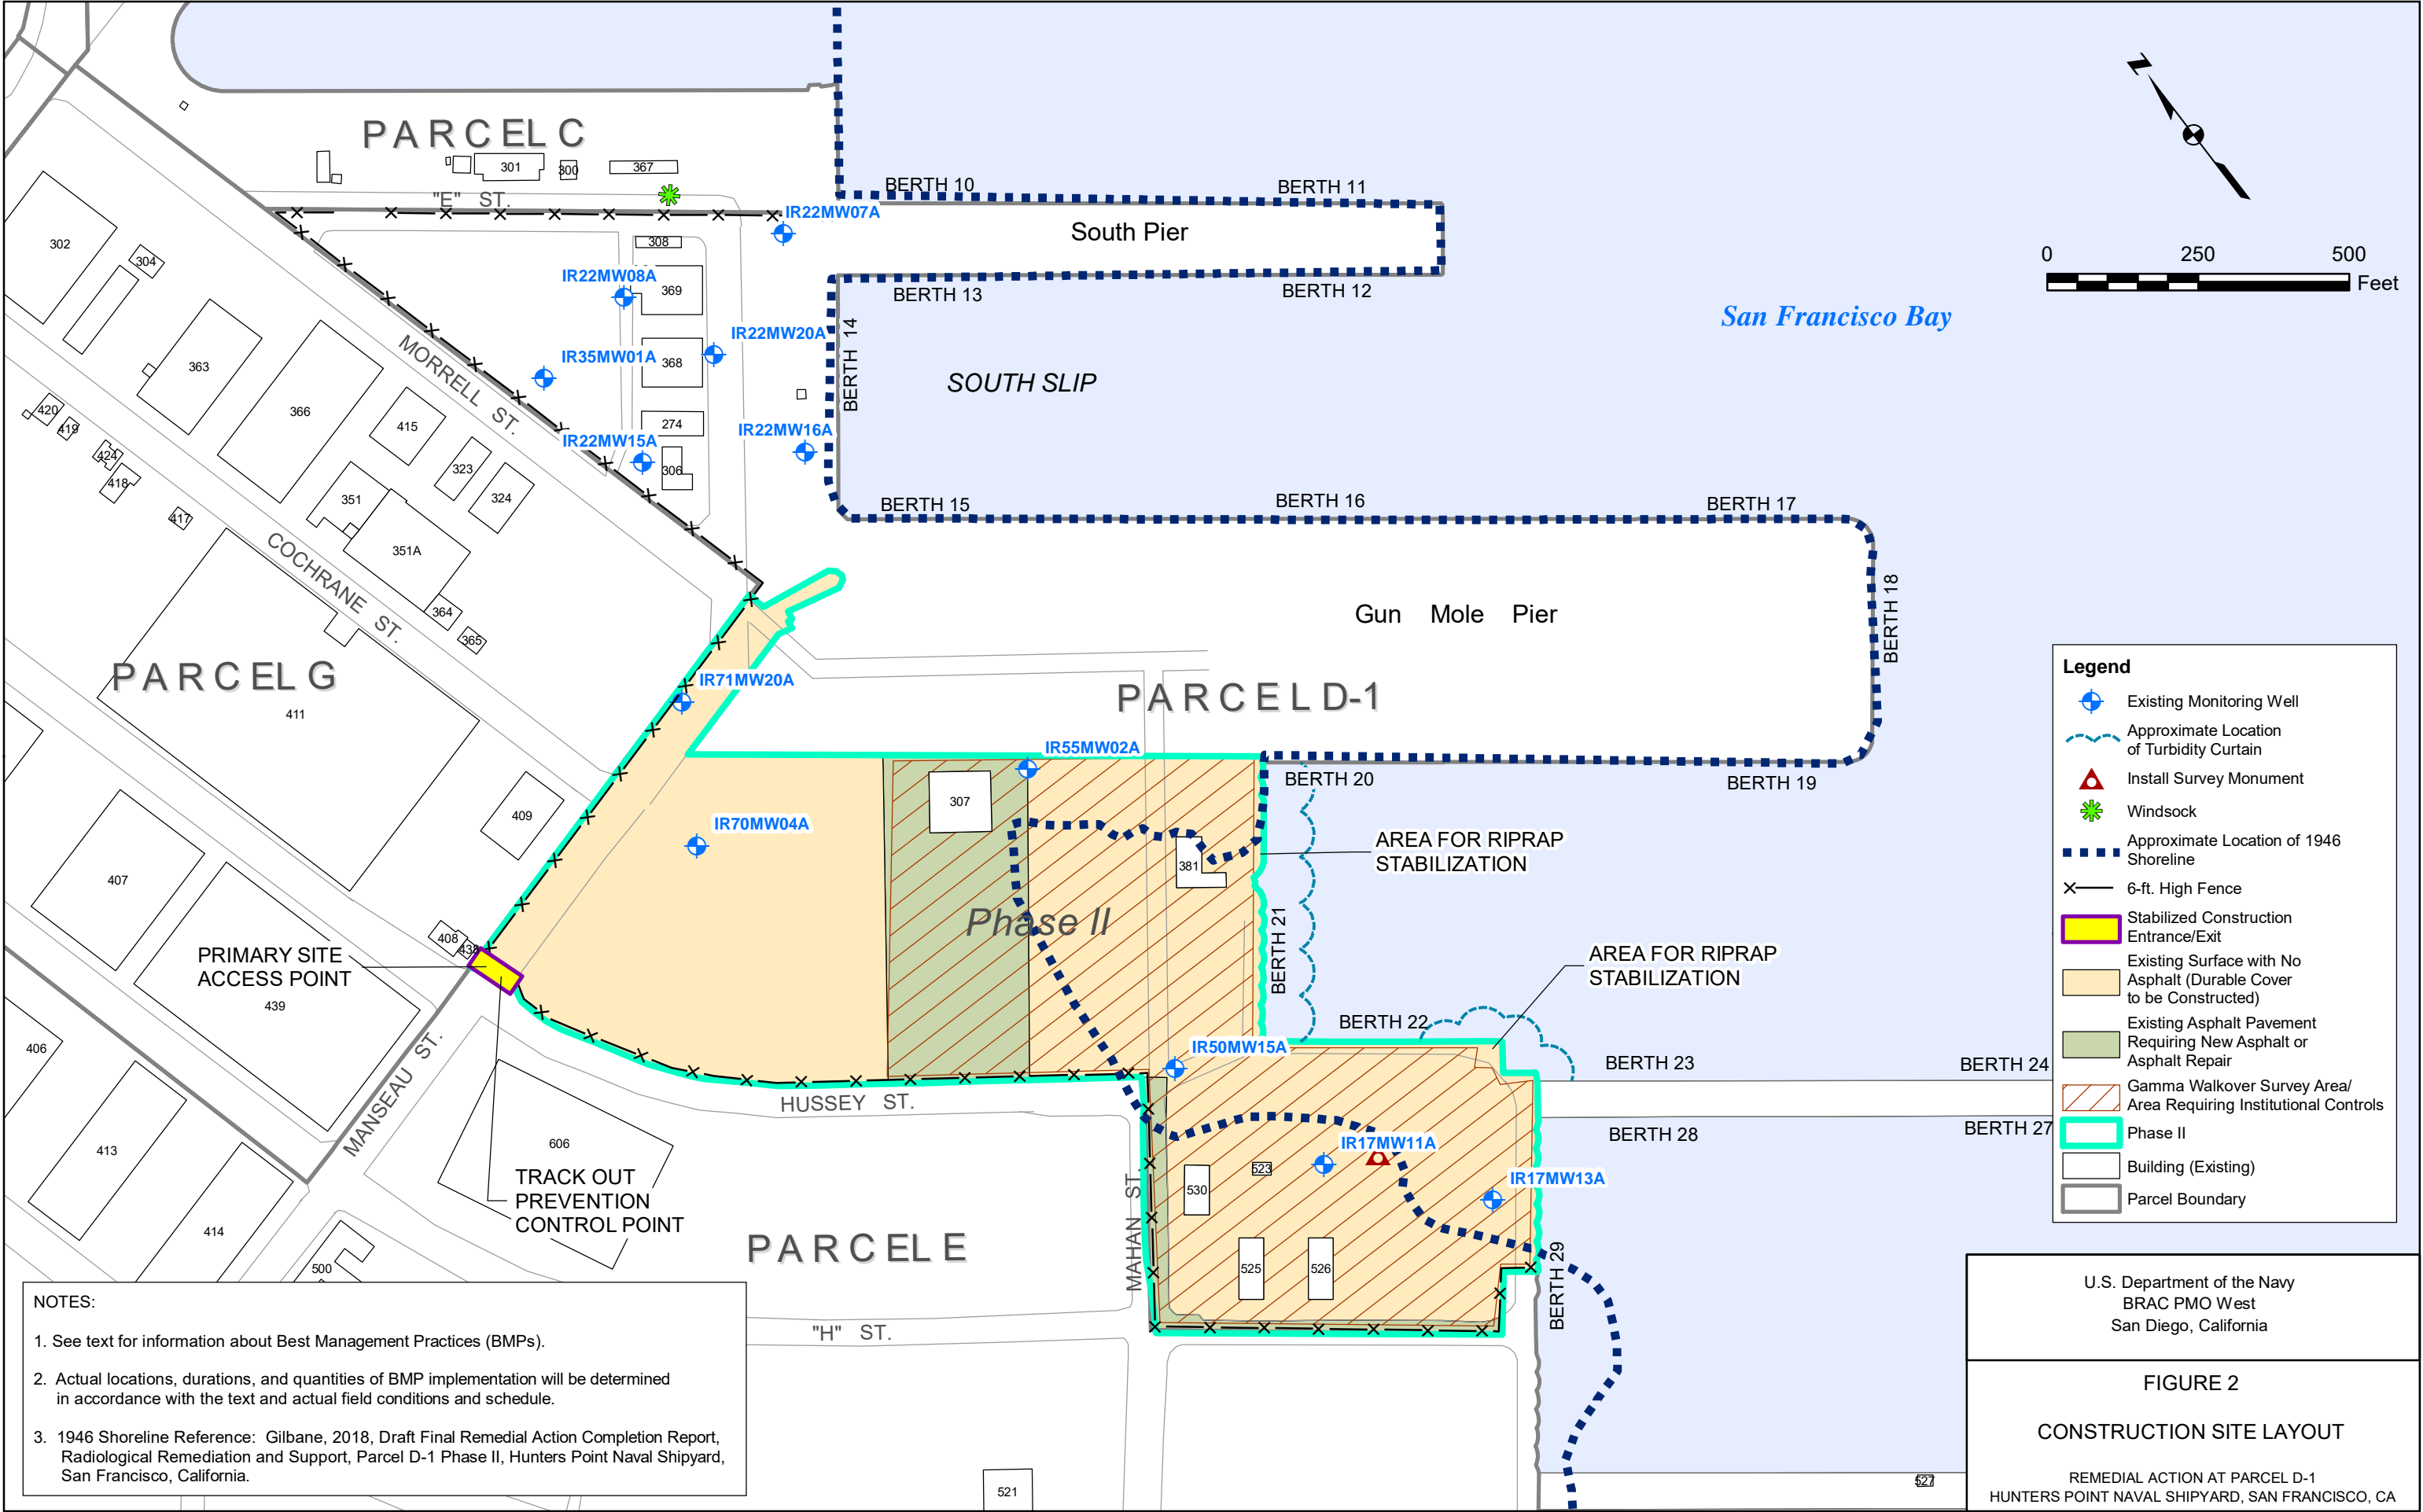 PARCEL C
301
300
367
"E" ST.
BERTH 10
BERTH 11
IR22MW07A
South Pier
308
302
304
IR22MW08A
369
BERTH 13
BERTH 12
N
0 250 500
Feet
San Francisco Bay
IR22MW20A
BERTH 14
IR35MW01A
368
363
MORRELL ST.
SOUTH SLIP
366
420
419
415
274
IR22MW16A
IR22MW15A
424
323
306
418
351
324
417
BERTH 15
BERTH 16
BERTH 17
COCHRANE ST.
351A
364
365
Gun Mole Pier
BERTH 18
PARCEL G
411
IR71MW20A
PARCEL D-1
IR55MW02A
BERTH 20
BERTH 19
307
409
IR70MW04A
AREA FOR RIPRAP
STABILIZATION
381
407
Phase II
BERTH 21
408
438
PRIMARY SITE
ACCESS POINT
439
AREA FOR RIPRAP
STABILIZATION
BERTH 22
406
MANSEAU ST.
IR50MW15A
BERTH 23
BERTH 24
HUSSEY ST.
413
606
BERTH 28
BERTH 27
IR17MW11A
523
530
IR17MW13A
TRACK OUT
PREVENTION
CONTROL POINT
414
MAHAN ST.
PARCEL E
500
525
526
BERTH 29
"H" ST.
521
527
Legend
Existing Monitoring Well
Approximate Location
of Turbidity Curtain
Install Survey Monument
Windsock
Approximate Location of 1946
Shoreline
6-ft. High Fence
Stabilized Construction
Entrance/Exit
Existing Surface with No
Asphalt (Durable Cover
to be Constructed)
Existing Asphalt Pavement
Requiring New Asphalt or
Asphalt Repair
Gamma Walkover Survey Area/
Area Requiring Institutional Controls
Phase II
Building (Existing)
Parcel Boundary
NOTES:
1. See text for information about Best Management Practices (BMPs).
2. Actual locations, durations, and quantities of BMP implementation will be determined
in accordance with the text and actual field conditions and schedule.
3. 1946 Shoreline Reference: Gilbane, 2018, Draft Final Remedial Action Completion Report,
Radiological Remediation and Support, Parcel D-1 Phase II, Hunters Point Naval Shipyard,
San Francisco, California.
U.S. Department of the Navy
BRAC PMO West
San Diego, California
FIGURE 2
CONSTRUCTION SITE LAYOUT
REMEDIAL ACTION AT PARCEL D-1
HUNTERS POINT NAVAL SHIPYARD, SAN FRANCISCO, CA